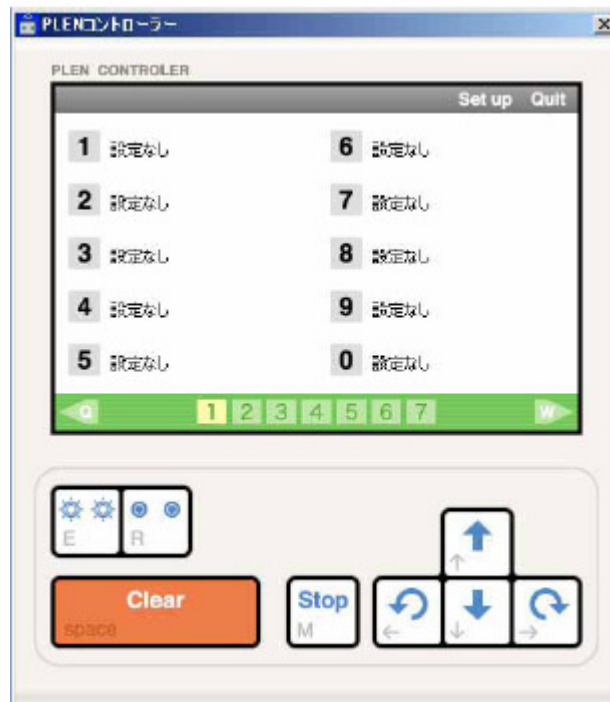 PLENコントローラー
PLEN CONTROLER
Set up Quit
1 設定なし 6 設定なし
2 設定なし 7 設定なし
3 設定なし 8 設定なし
4 設定なし 9 設定なし
5 設定なし 0 設定なし
Q 1 2 3 4 5 6 7 W
E R
↑
Clear Stop
space M ← ↓ →